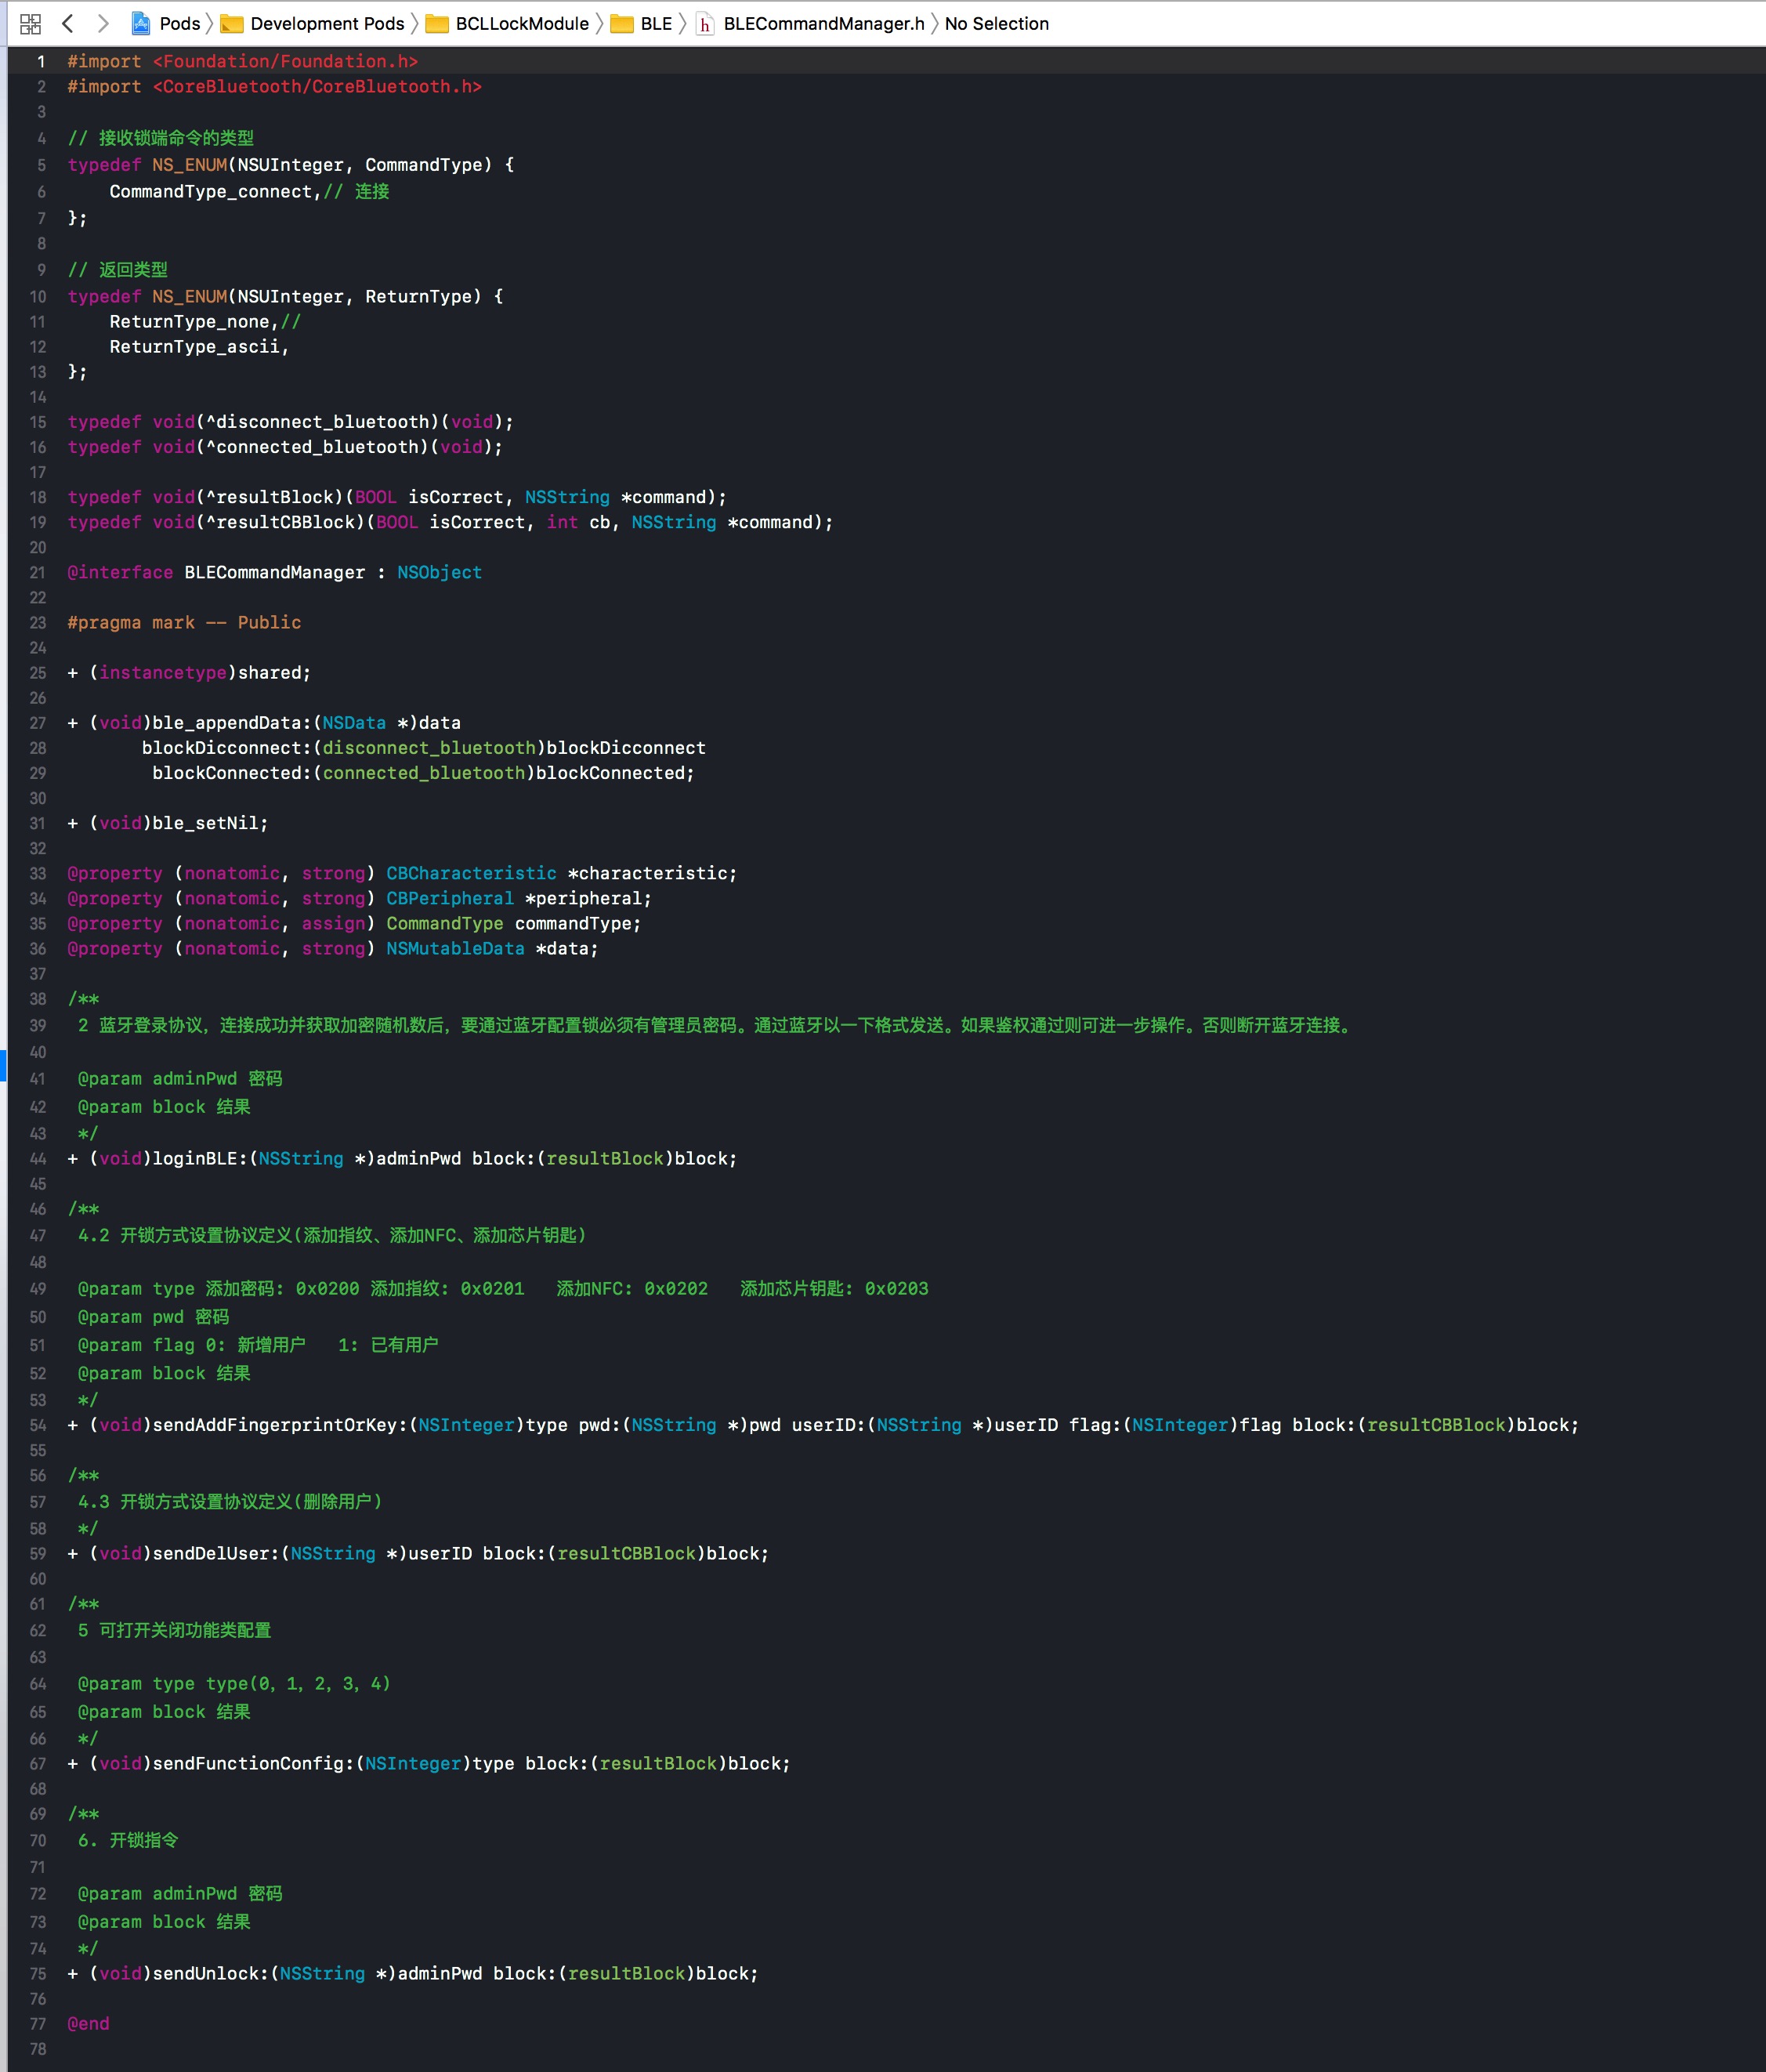 Pods Development Pods BCLLockModule BLE h BLECommandManager.h No Selection
1 #import <Foundation/Foundation.h>
2 #import <CoreBluetooth/CoreBluetooth.h>
3
4 // 接收锁端命令的类型
5 typedef NS_ENUM(NSUInteger, CommandType) {
6     CommandType_connect,// 连接
7 };
8
9 // 返回类型
10 typedef NS_ENUM(NSUInteger, ReturnType) {
11     ReturnType_none,//
12     ReturnType_ascii,
13 };
14
15 typedef void(^disconnect_bluetooth)(void);
16 typedef void(^connected_bluetooth)(void);
17
18 typedef void(^resultBlock)(BOOL isCorrect, NSString *command);
19 typedef void(^resultCBBlock)(BOOL isCorrect, int cb, NSString *command);
20
21 @interface BLECommandManager : NSObject
22
23 #pragma mark -- Public
24
25 + (instancetype)shared;
26
27 + (void)ble_appendData:(NSData *)data
28        blockDicconnect:(disconnect_bluetooth)blockDicconnect
29         blockConnected:(connected_bluetooth)blockConnected;
30
31 + (void)ble_setNil;
32
33 @property (nonatomic, strong) CBCharacteristic *characteristic;
34 @property (nonatomic, strong) CBPeripheral *peripheral;
35 @property (nonatomic, assign) CommandType commandType;
36 @property (nonatomic, strong) NSMutableData *data;
37
38 /**
39  2 蓝牙登录协议，连接成功并获取加密随机数后，要通过蓝牙配置锁必须有管理员密码。通过蓝牙以一下格式发送。如果鉴权通过则可进一步操作。否则断开蓝牙连接。
40
41  @param adminPwd 密码
42  @param block 结果
43  */
44 + (void)loginBLE:(NSString *)adminPwd block:(resultBlock)block;
45
46 /**
47  4.2 开锁方式设置协议定义(添加指纹、添加NFC、添加芯片钥匙)
48
49  @param type 添加密码: 0x0200 添加指纹: 0x0201   添加NFC: 0x0202   添加芯片钥匙: 0x0203
50  @param pwd 密码
51  @param flag 0: 新增用户   1: 已有用户
52  @param block 结果
53  */
54 + (void)sendAddFingerprintOrKey:(NSInteger)type pwd:(NSString *)pwd userID:(NSString *)userID flag:(NSInteger)flag block:(resultCBBlock)block;
55
56 /**
57  4.3 开锁方式设置协议定义(删除用户)
58  */
59 + (void)sendDelUser:(NSString *)userID block:(resultCBBlock)block;
60
61 /**
62  5 可打开关闭功能类配置
63
64  @param type type(0，1，2，3，4)
65  @param block 结果
66  */
67 + (void)sendFunctionConfig:(NSInteger)type block:(resultBlock)block;
68
69 /**
70  6. 开锁指令
71
72  @param adminPwd 密码
73  @param block 结果
74  */
75 + (void)sendUnlock:(NSString *)adminPwd block:(resultBlock)block;
76
77 @end
78